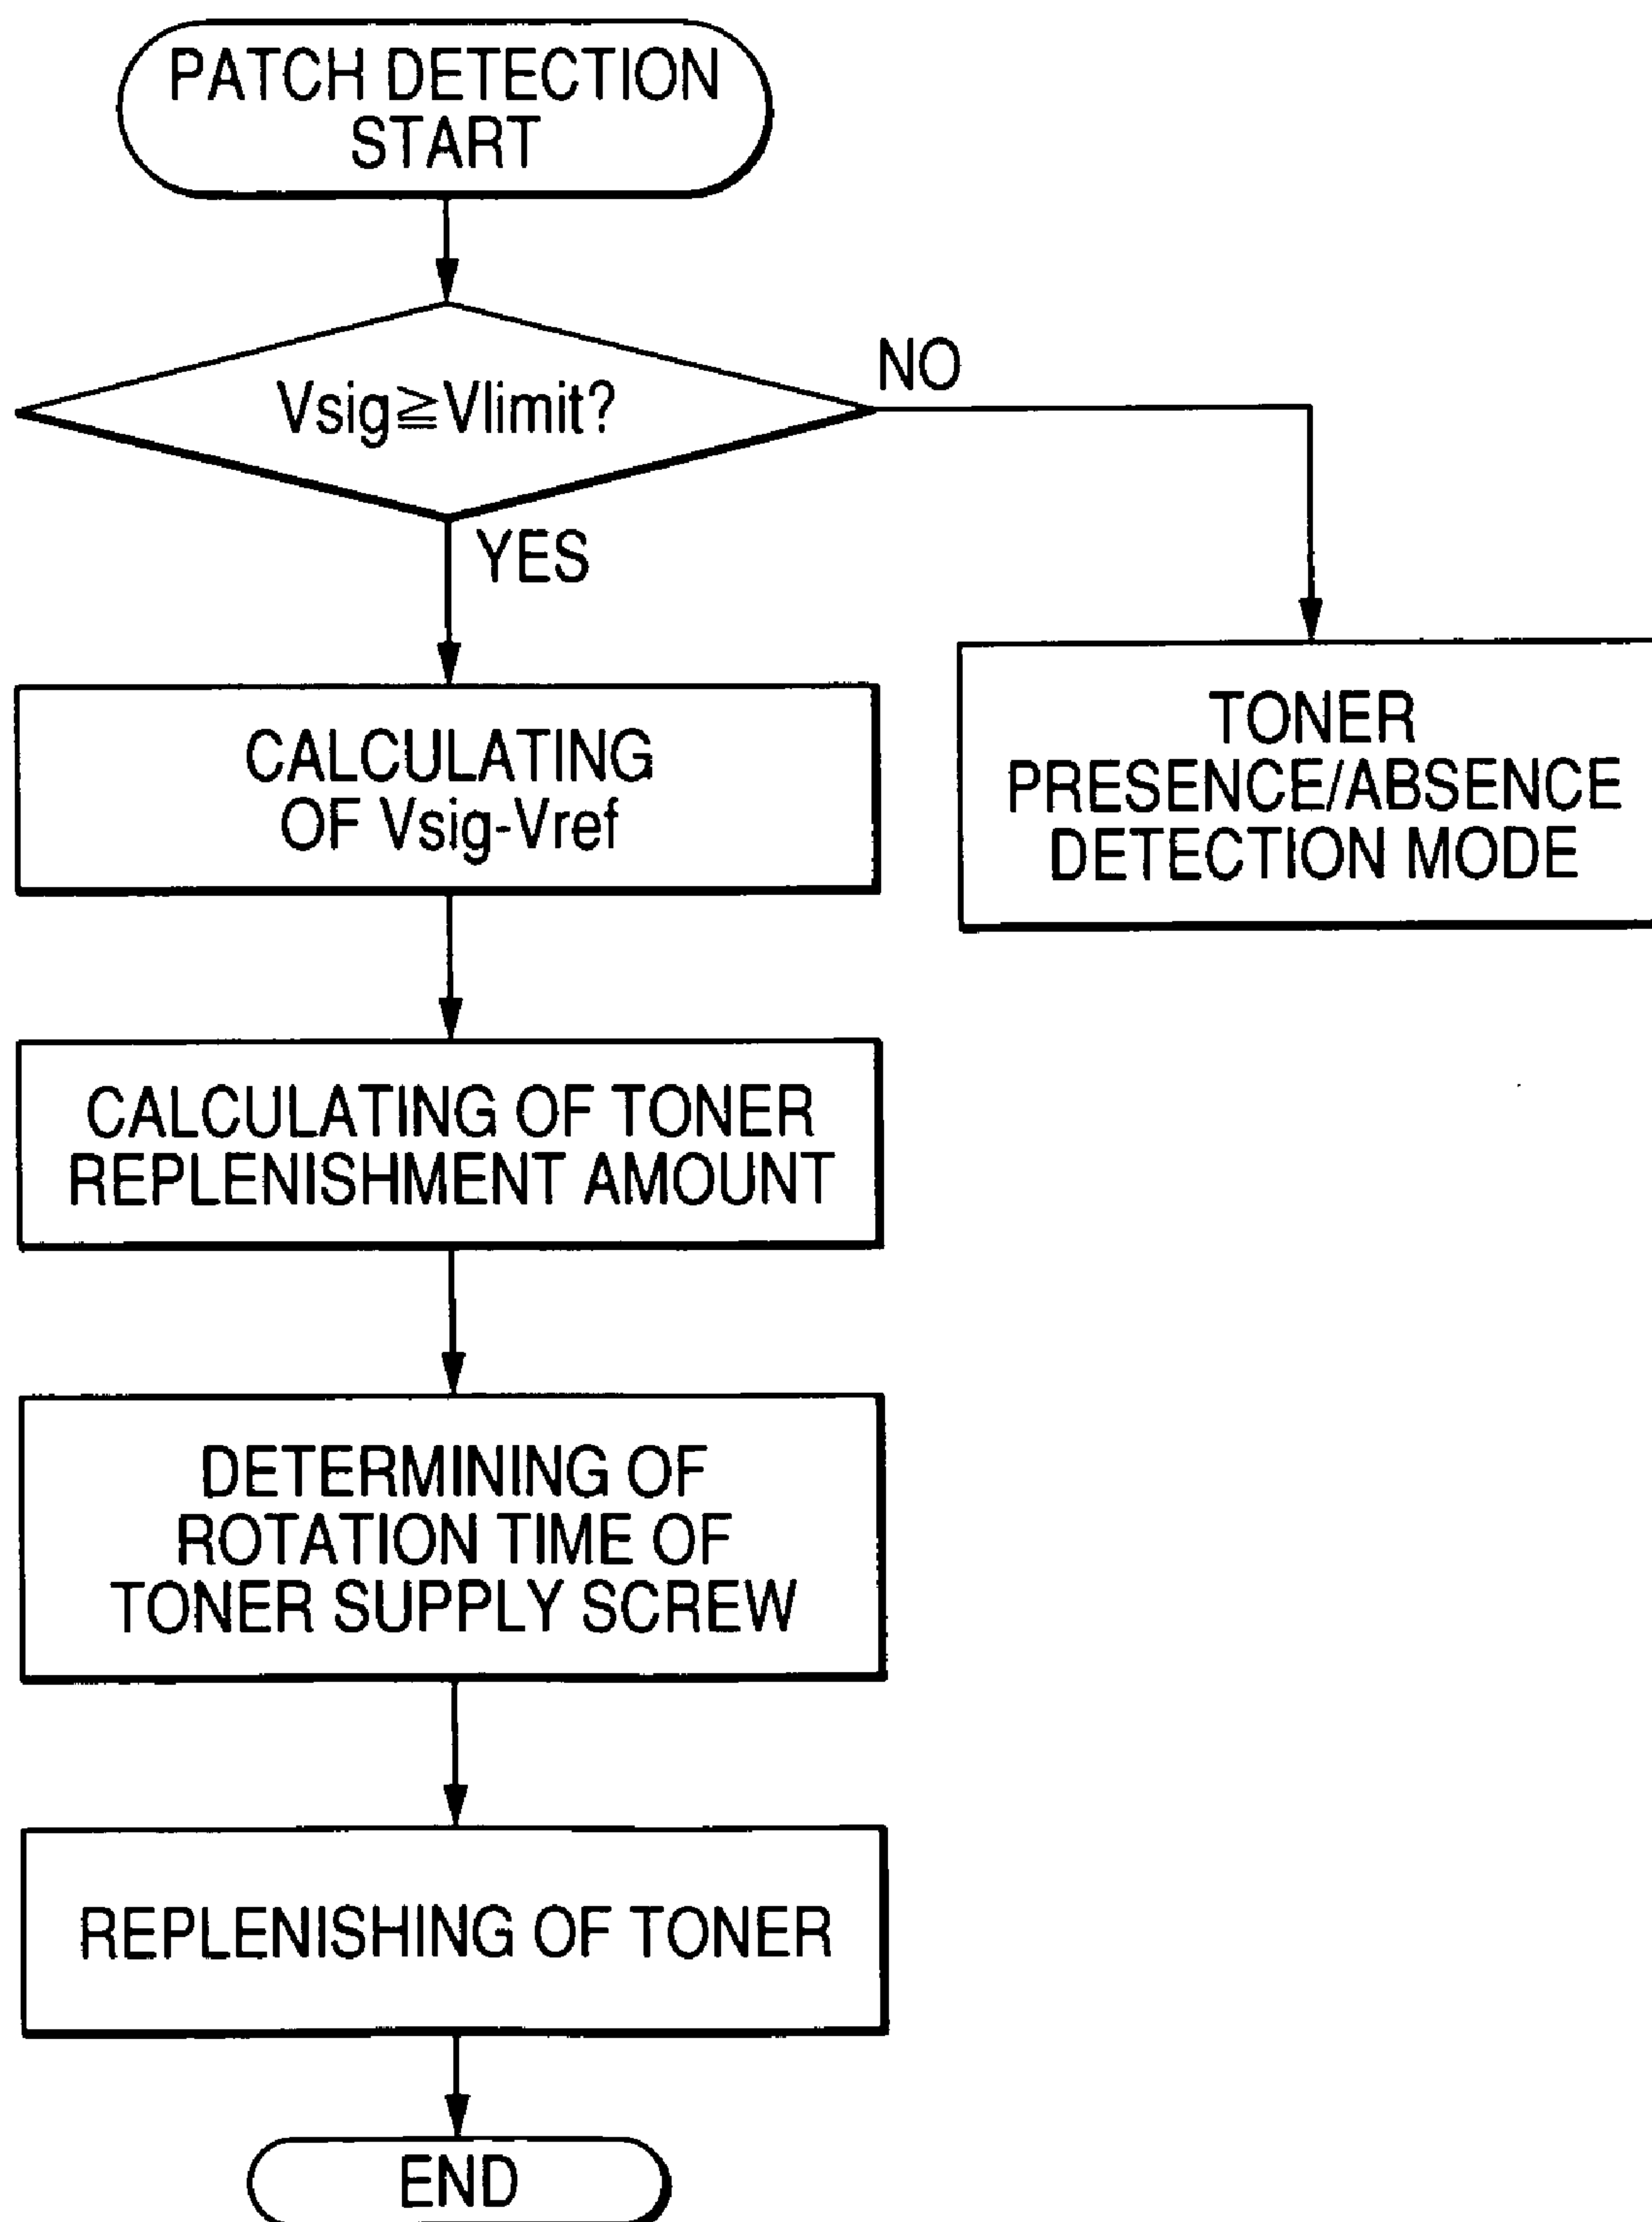 PATCH DETECTION
START
Vsig≧Vlimit?
NO
YES
CALCULATING
OF Vsig-Vref
TONER
PRESENCE/ABSENCE
DETECTION MODE
CALCULATING OF TONER
REPLENISHMENT AMOUNT
DETERMINING OF
ROTATION TIME OF
TONER SUPPLY SCREW
REPLENISHING OF TONER
END